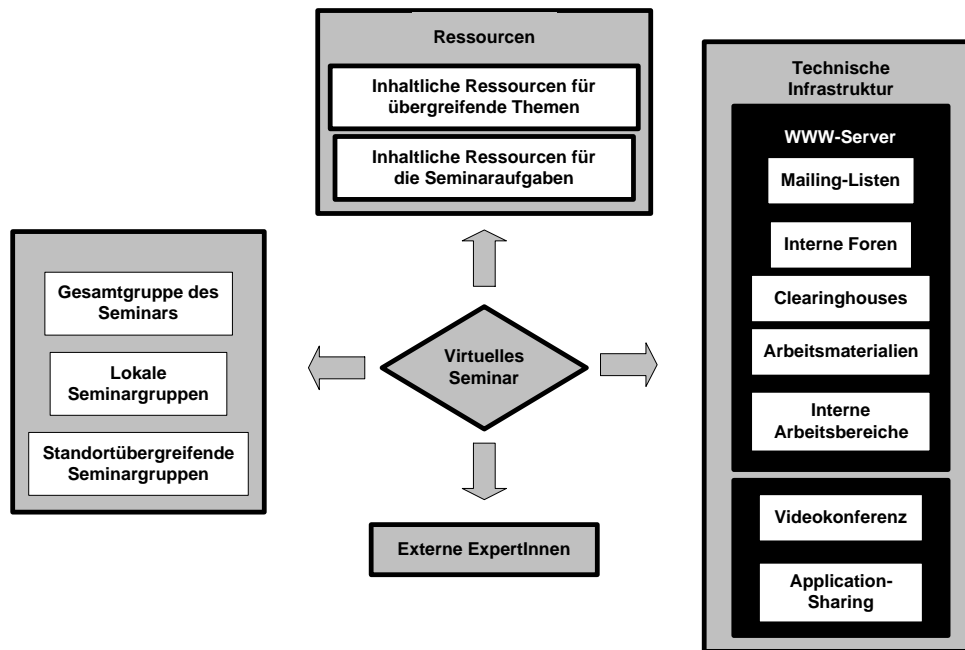 Ressourcen
Inhaltliche Ressourcen für
übergreifende Themen
Inhaltliche Ressourcen für
die Seminaraufgaben
Gesamtgruppe des
Seminars
Lokale
Seminargruppen
Standortübergreifende
Seminargruppen
Virtuelles
Seminar
Externe ExpertInnen
Technische
Infrastruktur
WWW-Server
Mailing-Listen
Interne Foren
Clearinghouses
Arbeitsmaterialien
Interne
Arbeitsbereiche
Videokonferenz
Application-
Sharing